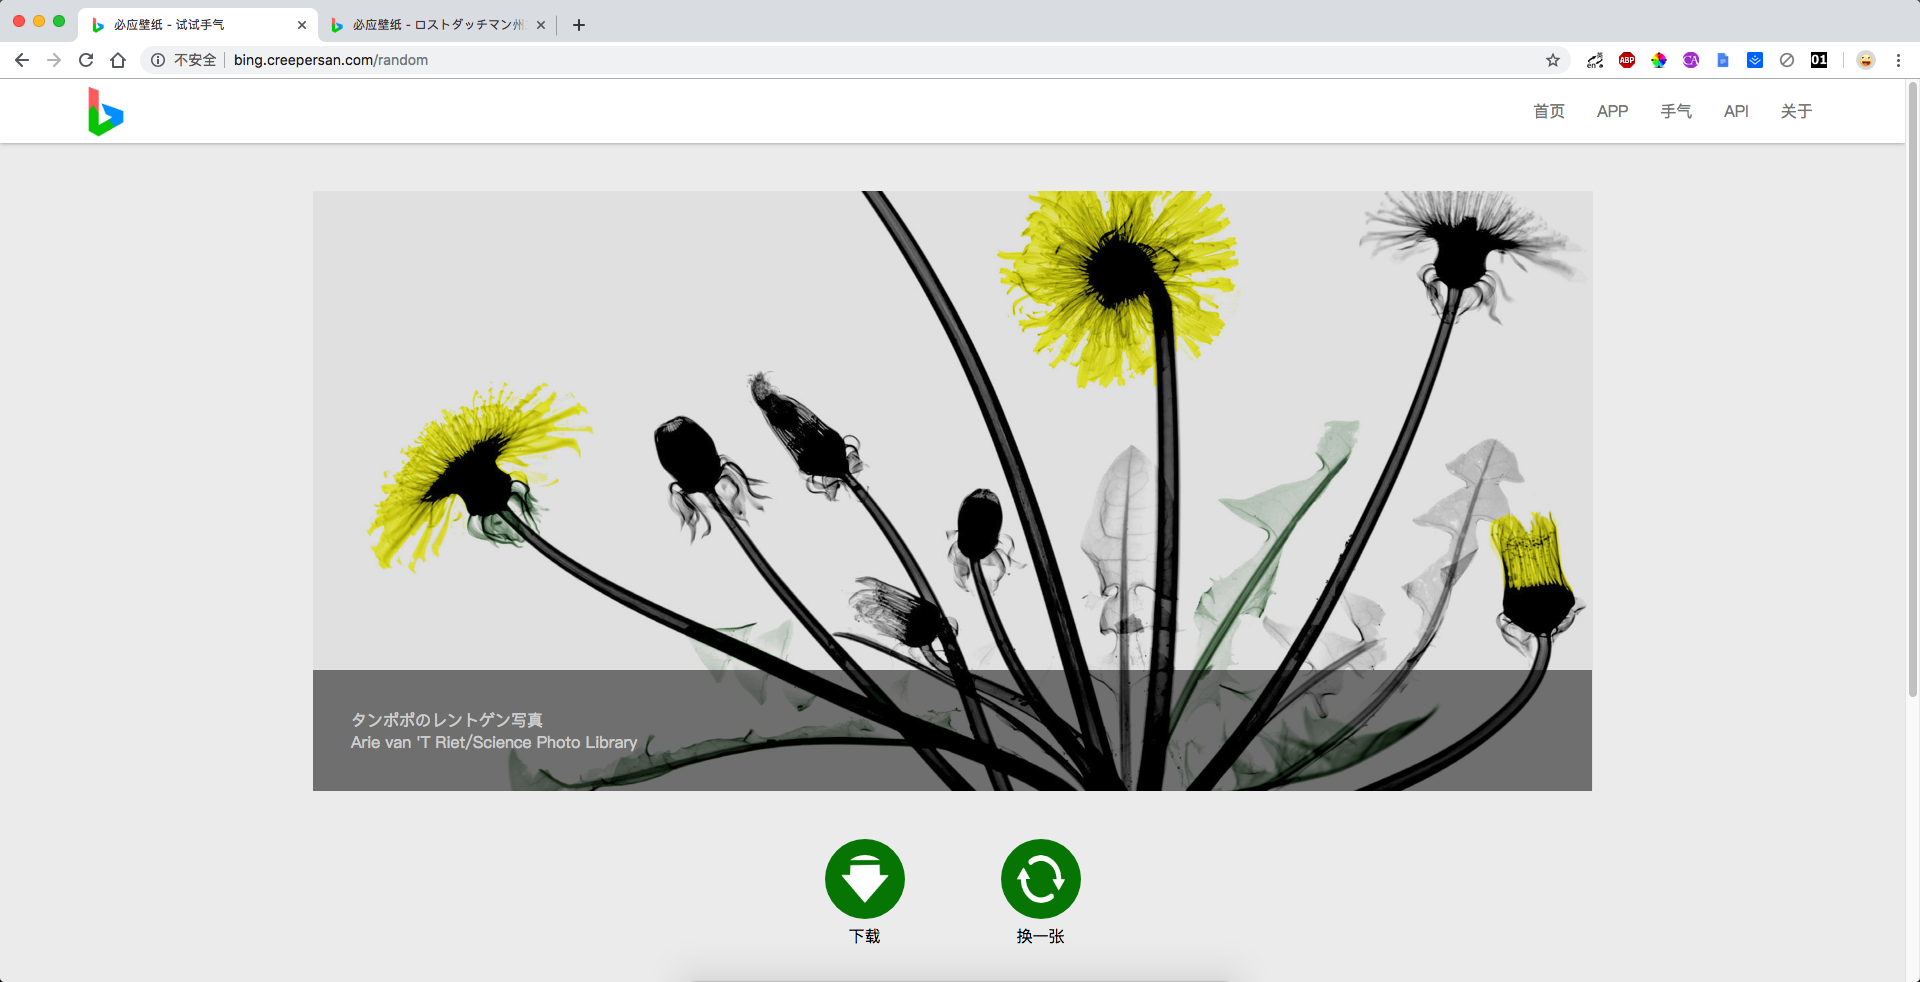 必应壁纸 - 试试手气
必应壁纸 - ロストダッチマン州
不安全
bing.creepersan.com/random
en
ABP
CA
01
首页
APP
手气
API
关于
タンポポのレントゲン写真
Arie van 'T Riet/Science Photo Library
下载
换一张